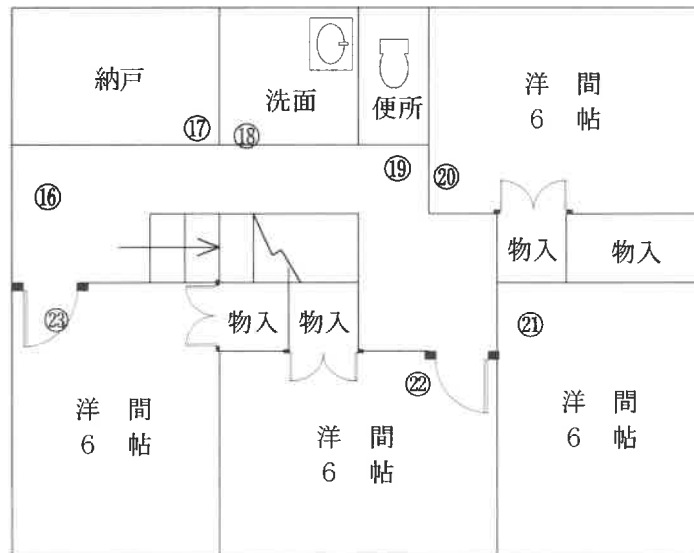 納戸
洗面
便所
洋 間
6 帖
⑰
⑱
⑲
⑳
⑯
物入
物入
物入
物入
㉑
㉓
㉒
洋 間
6 帖
洋 間
6 帖
洋 間
6 帖